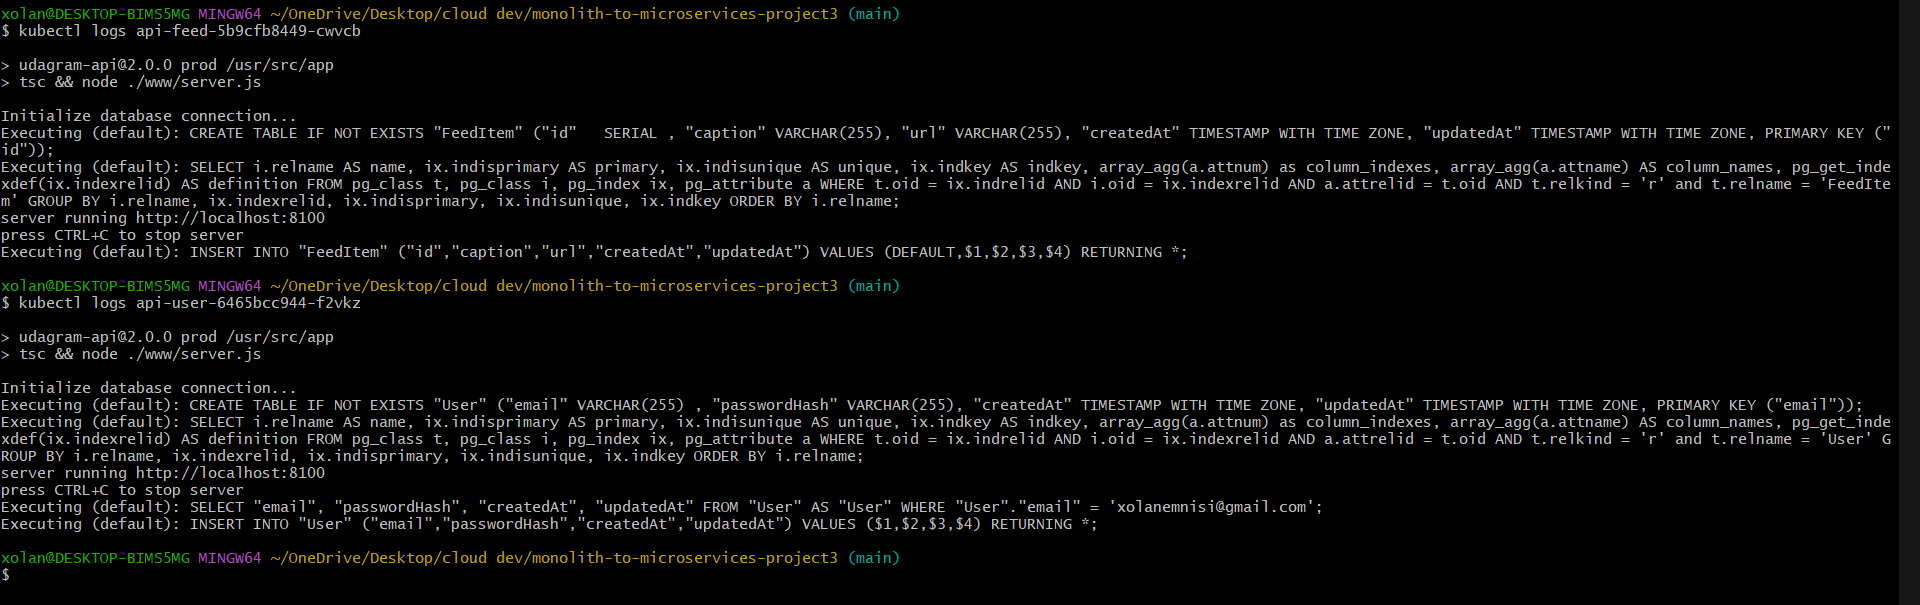 xolan@DESKTOP-BIMS5MG MINGW64 ~/OneDrive/Desktop/cloud dev/monolith-to-microservices-project3 (main)
$ kubectl logs api-feed-5b9cfb8449-cwvcb
> udagram-api@2.0.0 prod /usr/src/app
> tsc && node ./www/server.js
Initialize database connection...
Executing (default): CREATE TABLE IF NOT EXISTS "FeedItem" ("id"   SERIAL , "caption" VARCHAR(255), "url" VARCHAR(255), "createdAt" TIMESTAMP WITH TIME ZONE, "updatedAt" TIMESTAMP WITH TIME ZONE, PRIMARY KEY ("
id"));
Executing (default): SELECT i.relname AS name, ix.indisprimary AS primary, ix.indisunique AS unique, ix.indkey AS indkey, array_agg(a.attnum) as column_indexes, array_agg(a.attname) AS column_names, pg_get_inde
xdef(ix.indexrelid) AS definition FROM pg_class t, pg_class i, pg_index ix, pg_attribute a WHERE t.oid = ix.indrelid AND i.oid = ix.indexrelid AND a.attrelid = t.oid AND t.relkind = 'r' and t.relname = 'FeedIte
m' GROUP BY i.relname, ix.indexrelid, ix.indisprimary, ix.indisunique, ix.indkey ORDER BY i.relname;
server running http://localhost:8100
press CTRL+C to stop server
Executing (default): INSERT INTO "FeedItem" ("id","caption","url","createdAt","updatedAt") VALUES (DEFAULT,$1,$2,$3,$4) RETURNING *;
xolan@DESKTOP-BIMS5MG MINGW64 ~/OneDrive/Desktop/cloud dev/monolith-to-microservices-project3 (main)
$ kubectl logs api-user-6465bcc944-f2vkz
> udagram-api@2.0.0 prod /usr/src/app
> tsc && node ./www/server.js
Initialize database connection...
Executing (default): CREATE TABLE IF NOT EXISTS "User" ("email" VARCHAR(255) , "passwordHash" VARCHAR(255), "createdAt" TIMESTAMP WITH TIME ZONE, "updatedAt" TIMESTAMP WITH TIME ZONE, PRIMARY KEY ("email"));
Executing (default): SELECT i.relname AS name, ix.indisprimary AS primary, ix.indisunique AS unique, ix.indkey AS indkey, array_agg(a.attnum) as column_indexes, array_agg(a.attname) AS column_names, pg_get_inde
xdef(ix.indexrelid) AS definition FROM pg_class t, pg_class i, pg_index ix, pg_attribute a WHERE t.oid = ix.indrelid AND i.oid = ix.indexrelid AND a.attrelid = t.oid AND t.relkind = 'r' and t.relname = 'User' G
ROUP BY i.relname, ix.indexrelid, ix.indisprimary, ix.indisunique, ix.indkey ORDER BY i.relname;
server running http://localhost:8100
press CTRL+C to stop server
Executing (default): SELECT "email", "passwordHash", "createdAt", "updatedAt" FROM "User" AS "User" WHERE "User"."email" = 'xolanemnisi@gmail.com';
Executing (default): INSERT INTO "User" ("email","passwordHash","createdAt","updatedAt") VALUES ($1,$2,$3,$4) RETURNING *;
xolan@DESKTOP-BIMS5MG MINGW64 ~/OneDrive/Desktop/cloud dev/monolith-to-microservices-project3 (main)
$